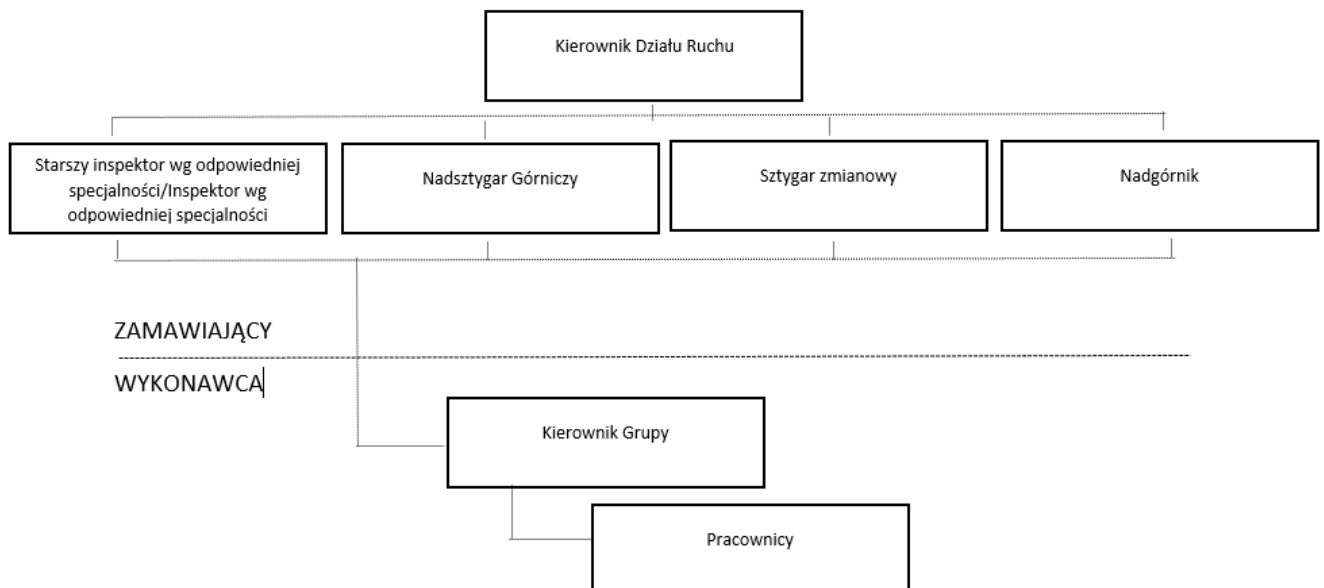 Kierownik Działu Ruchu
Starszy inspektor wg odpowiedniej
specjalności/Inspektor wg
odpowiedniej specjalności
Nadsztygar Górniczy
Sztygar zmianowy
Nadgórnik
ZAMAWIAJĄCY
WYKONAWCA
Kierownik Grupy
Pracownicy